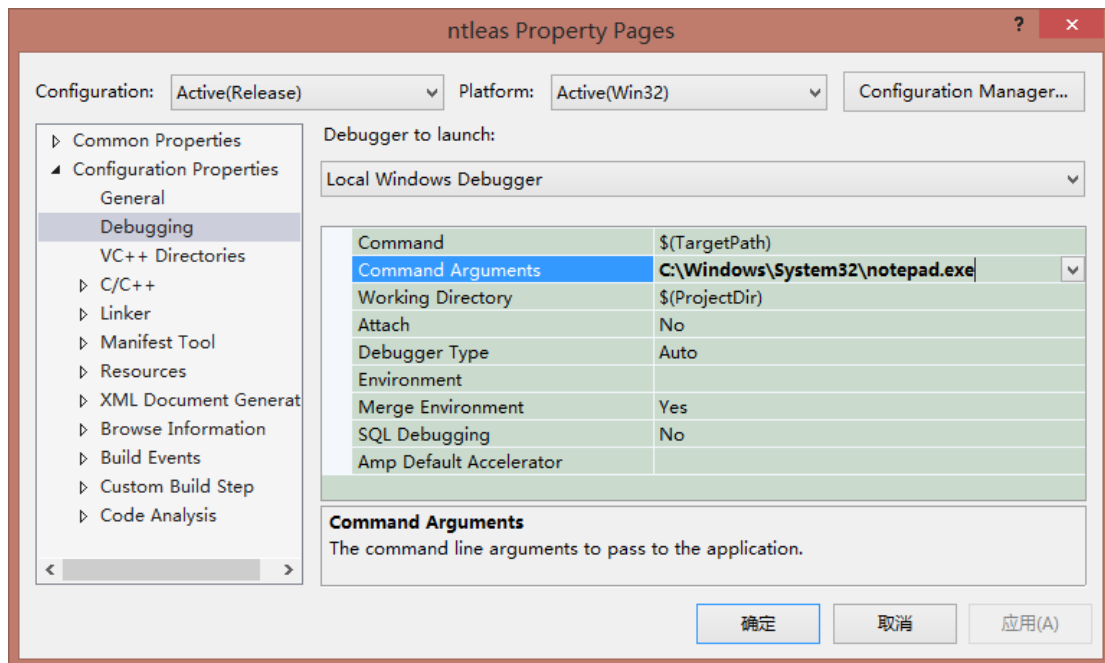 ntleas Property Pages
?
Configuration: Active(Release) Platform: Active(Win32) Configuration Manager...
Common Properties
Configuration Properties
General
Debugging
VC++ Directories
C/C++
Linker
Manifest Tool
Resources
XML Document Generat
Browse Information
Build Events
Custom Build Step
Code Analysis
Debugger to launch:
Local Windows Debugger
Command $(TargetPath)
Command Arguments C:\Windows\System32\notepad.exe
Working Directory $(ProjectDir)
Attach No
Debugger Type Auto
Environment
Merge Environment Yes
SQL Debugging No
Amp Default Accelerator
Command Arguments
The command line arguments to pass to the application.
确定 取消 应用(A)